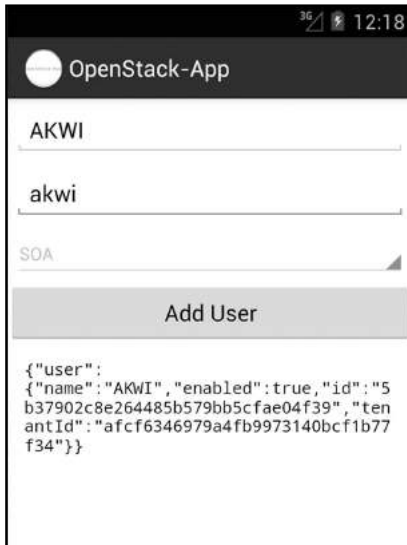 3G 12:18
OpenStack-App
AKWI
akwi
SOA
Add User
{"user":
{"name":"AKWI","enabled":true,"id":"5
b37902c8e264485b579bb5cfae04f39","ten
antId":"afcf6346979a4fb9973140bcf1b77
f34"}}